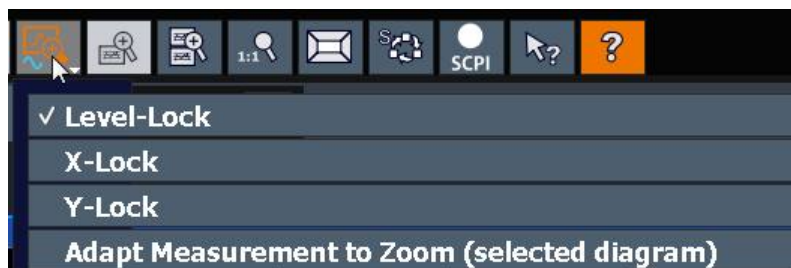 1:1
S
SCPI
?
?
✓ Level-Lock
X-Lock
Y-Lock
Adapt Measurement to Zoom (selected diagram)